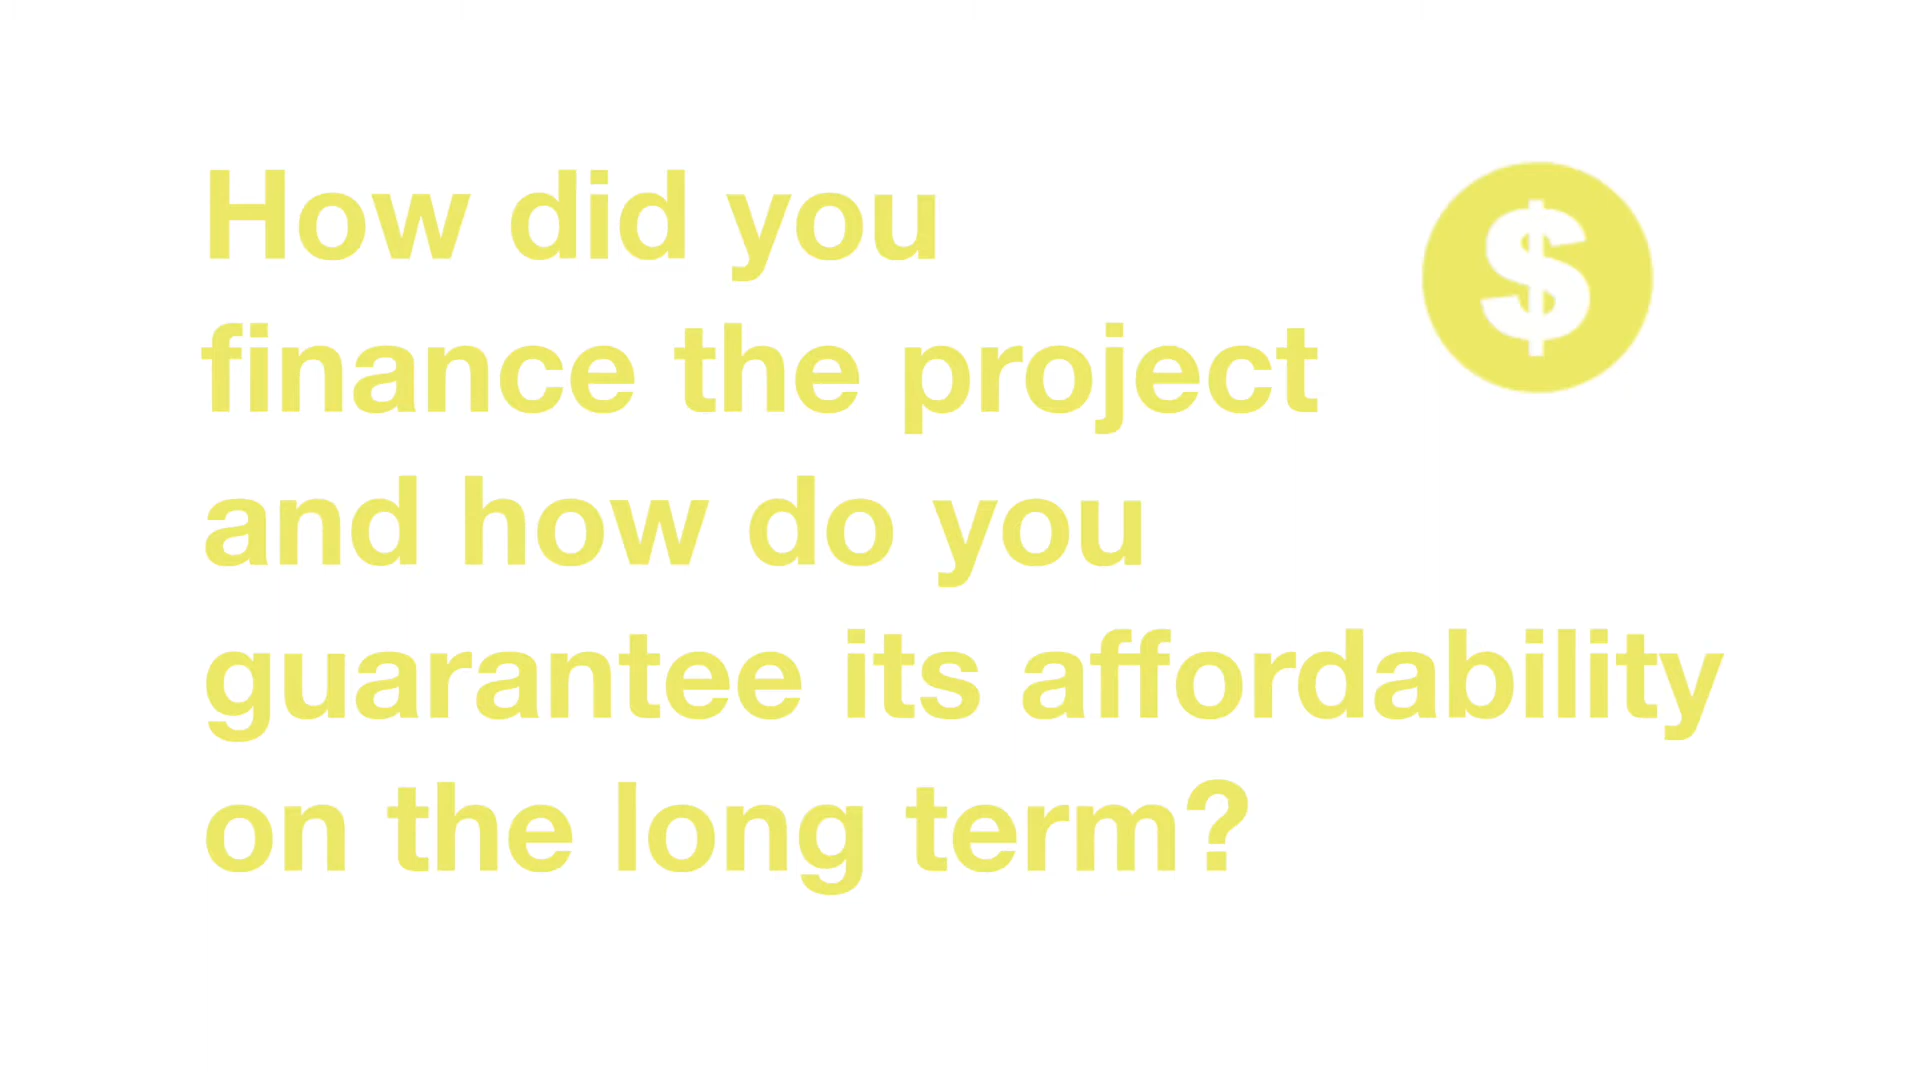 How did you
finance the project
and how do you
guarantee its affordability
on the long term?
$